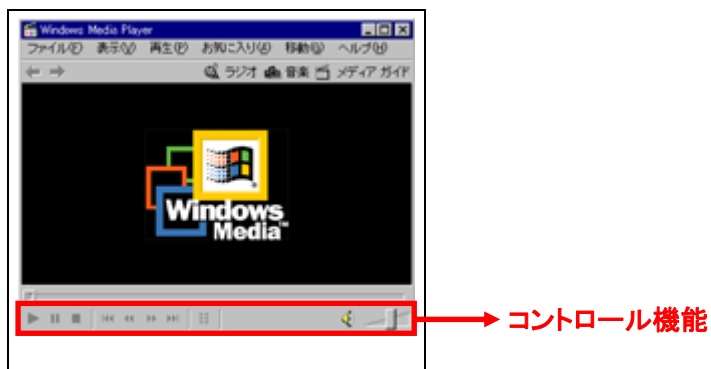 Windows Media Player
ファイル(F) 表示(V) 再生(P) お気に入り(A) 移動(G) ヘルプ(H)
ラジオ 音楽 メディア ガイド
Windows
Media™
コントロール機能